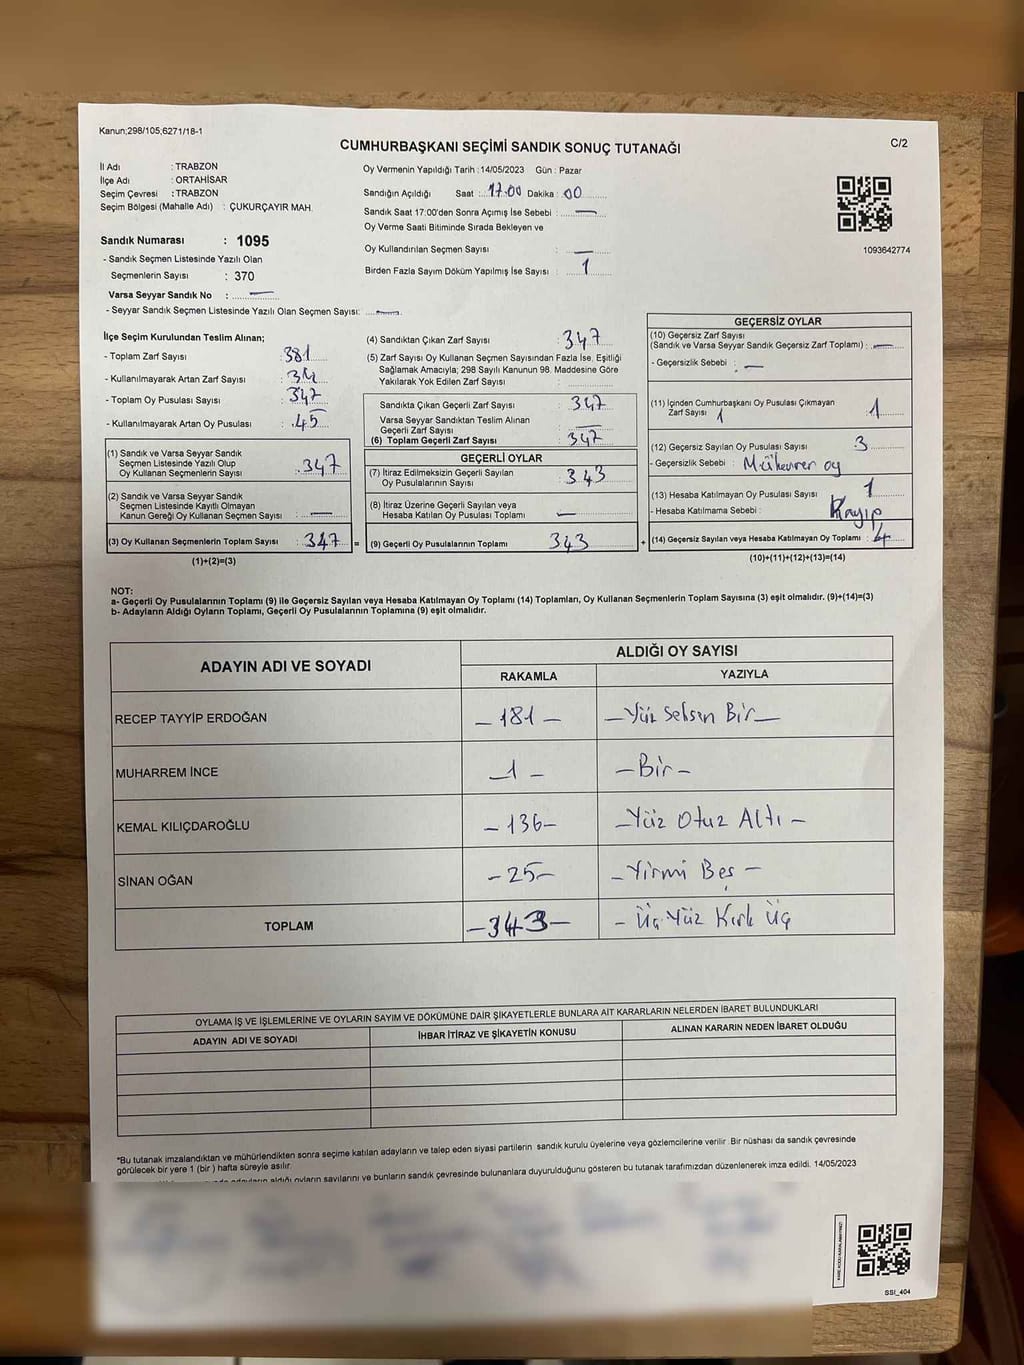 Kanun;298/105;6271/18-1
C/2
CUMHURBAŞKANI SEÇİMİ SANDIK SONUÇ TUTANAĞI
İl Adı : TRABZON
İlçe Adı : ORTAHİSAR
Seçim Çevresi : TRABZON
Seçim Bölgesi (Mahalle Adı) : ÇUKURÇAYIR MAH.
Sandık Numarası : 1095
- Sandık Seçmen Listesinde Yazılı Olan
Seçmenlerin Sayısı : 370
Varsa Seyyar Sandık No : —
- Seyyar Sandık Seçmen Listesinde Yazılı Olan Seçmen Sayısı: —
Oy Vermenin Yapıldığı Tarih : 14/05/2023 Gün : Pazar
Sandığın Açıldığı Saat : 17.00 Dakika : 00
Sandık Saat 17:00'den Sonra Açımış İse Sebebi : —
Oy Verme Saati Bitiminde Sırada Bekleyen ve
Oy Kullandırılan Seçmen Sayısı : —
Birden Fazla Sayım Döküm Yapılmış İse Sayısı : 1
1093642774
İlçe Seçim Kurulundan Teslim Alınan;
- Toplam Zarf Sayısı : 381
- Kullanılmayarak Artan Zarf Sayısı : 34
- Toplam Oy Pusulası Sayısı : 347
- Kullanılmayarak Artan Oy Pusulası : 45
(1) Sandık ve Varsa Seyyar Sandık
Seçmen Listesinde Yazılı Olup
Oy Kullanan Seçmenlerin Sayısı : 347
(2) Sandık ve Varsa Seyyar Sandık
Seçmen Listesinde Kayıtlı Olmayan
Kanun Gereği Oy Kullanan Seçmen Sayısı : —
(3) Oy Kullanan Seçmenlerin Toplam Sayısı : 347
(1)+(2)=(3)
(4) Sandıktan Çıkan Zarf Sayısı : 347
(5) Zarf Sayısı Oy Kullanan Seçmen Sayısından Fazla İse, Eşitliği
Sağlamak Amacıyla; 298 Sayılı Kanunun 98. Maddesine Göre
Yakılarak Yok Edilen Zarf Sayısı :
Sandıkta Çıkan Geçerli Zarf Sayısı : 347
Varsa Seyyar Sandıktan Teslim Alınan
Geçerli Zarf Sayısı : —
(6) Toplam Geçerli Zarf Sayısı : 347
GEÇERLİ OYLAR
(7) İtiraz Edilmeksizin Geçerli Sayılan
Oy Pusulalarının Sayısı : 343
(8) İtiraz Üzerine Geçerli Sayılan veya
Hesaba Katılan Oy Pusulası Toplamı : —
= (9) Geçerli Oy Pusulalarının Toplamı 343
GEÇERSİZ OYLAR
(10) Geçersiz Zarf Sayısı
(Sandık ve Varsa Seyyar Sandık Geçersiz Zarf Toplamı) : —
- Geçersizlik Sebebi : —
(11) İçinden Cumhurbaşkanı Oy Pusulası Çıkmayan
Zarf Sayısı 1 1
(12) Geçersiz Sayılan Oy Pusulası Sayısı : 3
- Geçersizlik Sebebi : Mükerrer oy
(13) Hesaba Katılmayan Oy Pusulası Sayısı : 1
- Hesaba Katılmama Sebebi : Kayıp
+ (14) Geçersiz Sayılan veya Hesaba Katılmayan Oy Toplamı : 4
(10)+(11)+(12)+(13)=(14)
NOT:
a- Geçerli Oy Pusulalarının Toplamı (9) ile Geçersiz Sayılan veya Hesaba Katılmayan Oy Toplamı (14) Toplamları, Oy Kullanan Seçmenlerin Toplam Sayısına (3) eşit olmalıdır. (9)+(14)=(3)
b- Adayların Aldığı Oyların Toplamı, Geçerli Oy Pusulalarının Toplamına (9) eşit olmalıdır.
ADAYIN ADI VE SOYADI
ALDIĞI OY SAYISI
RAKAMLA YAZIYLA
RECEP TAYYİP ERDOĞAN – 181 – – Yüz Seksen Bir –
MUHARREM İNCE – 1 – – Bir –
KEMAL KILIÇDAROĞLU – 136 – – Yüz Otuz Altı –
SİNAN OĞAN – 25 – – Yirmi Beş –
TOPLAM – 343 – – Üç Yüz Kırk Üç
OYLAMA İŞ VE İŞLEMLERİNE VE OYLARIN SAYIM VE DÖKÜMÜNE DAİR ŞİKAYETLERLE BUNLARA AİT KARARLARIN NELERDEN İBARET BULUNDUKLARI
ADAYIN ADI VE SOYADI İHBAR İTİRAZ VE ŞİKAYETİN KONUSU ALINAN KARARIN NEDEN İBARET OLDUĞU
*Bu tutanak imzalandıktan ve mühürlendikten sonra seçime katılan adayların ve talep eden siyasi partilerin sandık kurulu üyelerine veya gözlemcilerine verilir .Bir nüshası da sandık çevresinde
görülecek bir yere 1 (bir ) hafta süreyle asılır.
aldığı oyların sayılarını ve bunların sandık çevresinde bulunanlara duyurulduğunu gösteren bu tutanak tarafımızdan düzenlenerek imza edildi. 14/05/2023
SSI_404